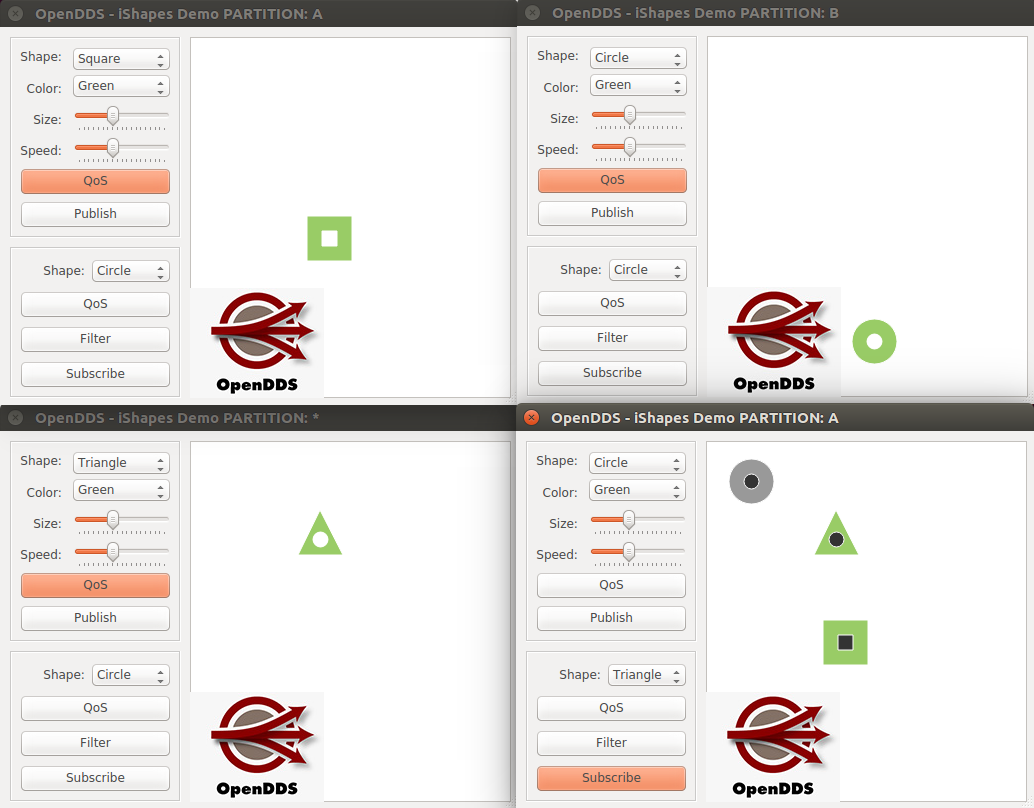 OpenDDS - iShapes Demo PARTITION: A
Shape: Square
Color: Green
Size:
Speed:
QoS
Publish
Shape: Circle
QoS
Filter
Subscribe
OpenDDS
OpenDDS - iShapes Demo PARTITION: B
Shape: Circle
Color: Green
Size:
Speed:
QoS
Publish
Shape: Circle
QoS
Filter
Subscribe
OpenDDS
OpenDDS - iShapes Demo PARTITION: *
Shape: Triangle
Color: Green
Size:
Speed:
QoS
Publish
Shape: Circle
QoS
Filter
Subscribe
OpenDDS
OpenDDS - iShapes Demo PARTITION: A
Shape: Circle
Color: Green
Size:
Speed:
QoS
Publish
Shape: Triangle
QoS
Filter
Subscribe
OpenDDS